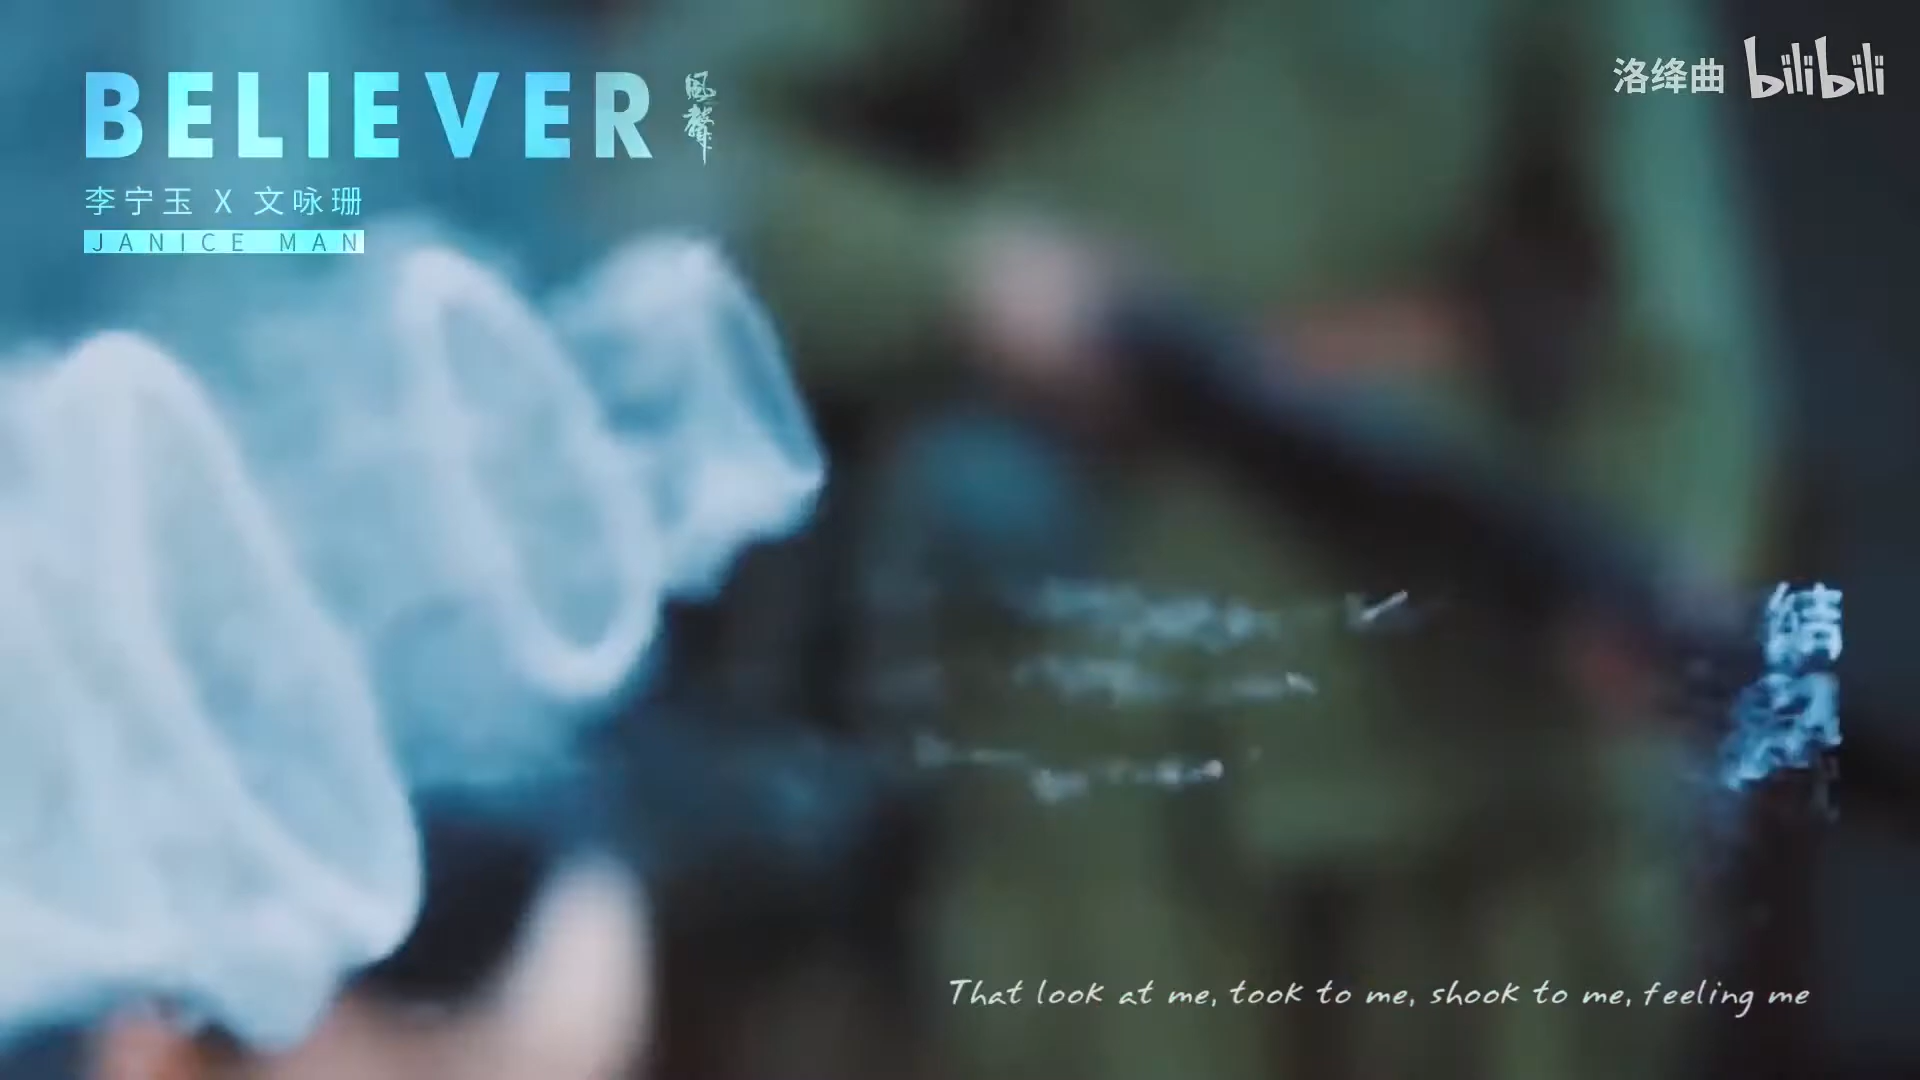 BELIEVER 風聲
李宁玉 X 文咏珊
JANICE MAN
洛绛曲 bilibili
结
That look at me, took to me, shook to me, feeling me